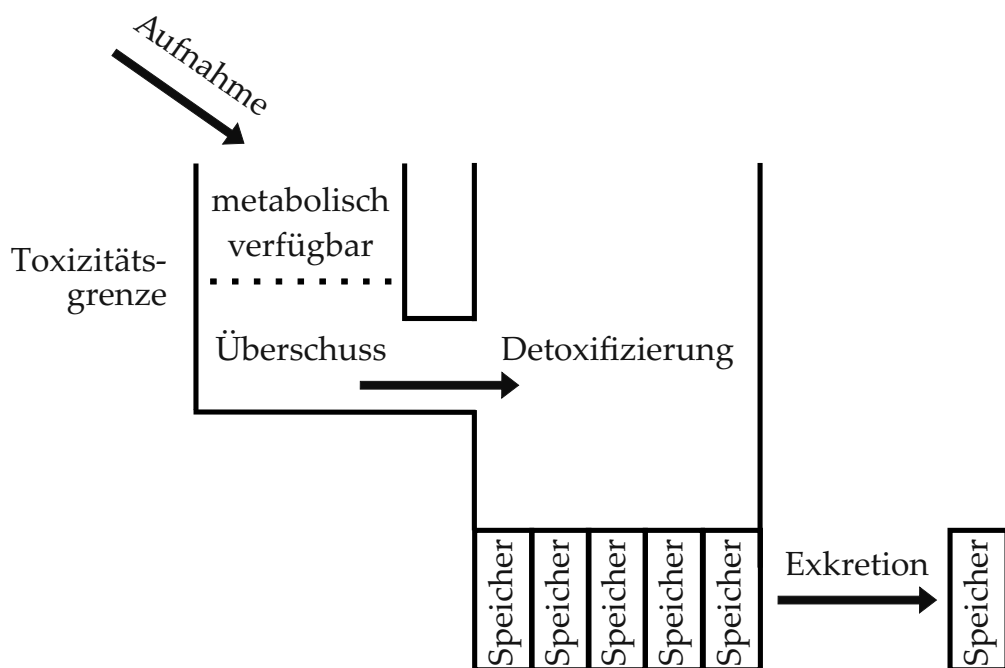 Aufnahme
metabolisch
verfügbar
Toxizitäts-
grenze
Überschuss
Detoxifizierung
Speicher
Speicher
Speicher
Speicher
Speicher
Exkretion
Speicher